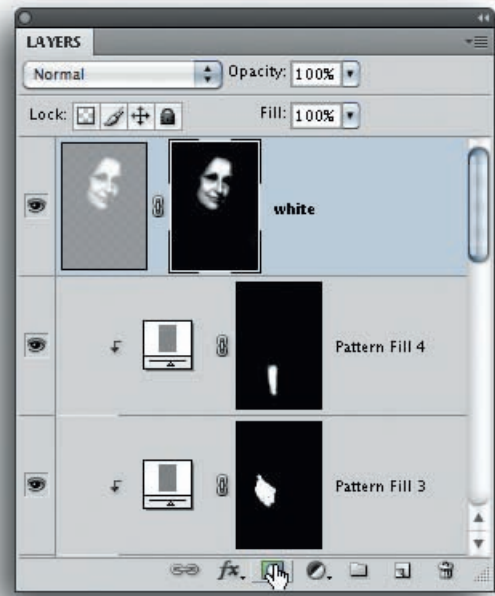 LAYERS
Normal Opacity: 100%
Lock: Fill: 100%
white
Pattern Fill 4
Pattern Fill 3
fx.